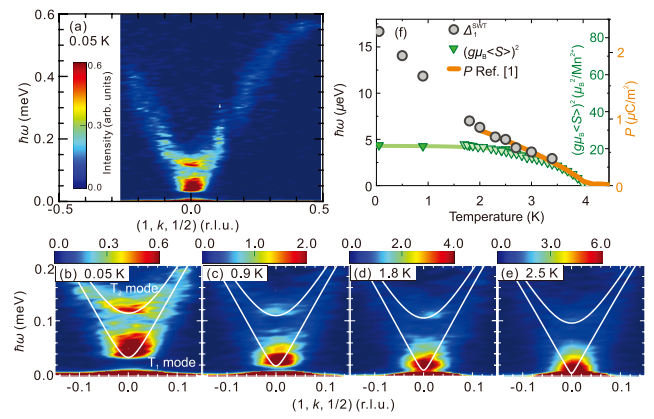 (a)
0.05 K
0.6
0.3
0.0
Intensity (arb. units)
0.6
0.4
0.2
0.0
ħω (meV)
-0.5
0.0
0.5
(1, k, 1/2) (r.l.u.)
(f)
Δ₁ˢᵂᵀ
(gμ_B<S>)²
P Ref. [1]
15
10
5
0
ħω (μeV)
80
60
40
20
0
(gμ_B<S>)² (μ_B²/Mn²⁺)
2
1
0
P (μC/m²)
0
1
2
3
4
Temperature (K)
0.0 0.3 0.6
0.0 1.0 2.0
0.0 2.0 4.0
0.0 3.0 6.0
(b) 0.05 K
(c) 0.9 K
(d) 1.8 K
(e) 2.5 K
T₃ mode
T₁ mode
0.2
0.1
0.0
ħω (meV)
-0.1 0.0 0.1
-0.1 0.0 0.1
-0.1 0.0 0.1
-0.1 0.0 0.1
(1, k, 1/2) (r.l.u.)